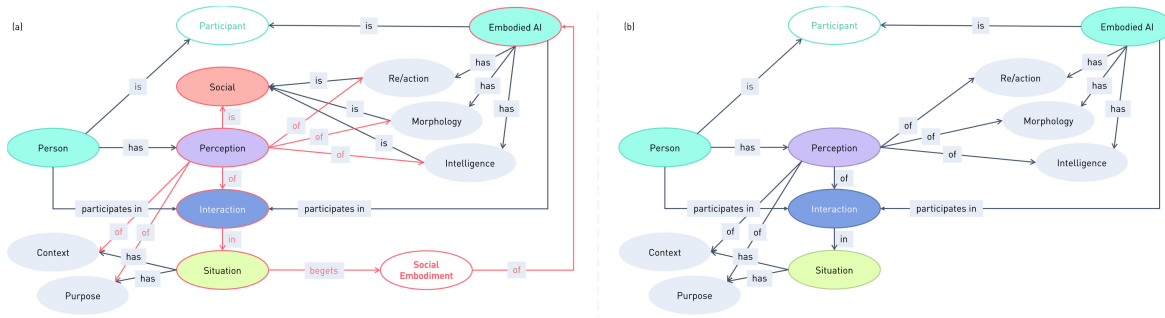 (a)
Participant
is
Embodied AI
is
has
Re/action
is
has
Social
has
is
Morphology
is
of
of
is
Person
has
Perception
of
Intelligence
of
participates in
Interaction
participates in
of
of
in
Context
has
Situation
begets
Social
Embodiment
of
has
Purpose
(b)
Participant
is
Embodied AI
has
Re/action
is
has
has
Morphology
of
of
Person
has
Perception
of
Intelligence
of
participates in
Interaction
participates in
of
of
in
Context
has
Situation
has
Purpose